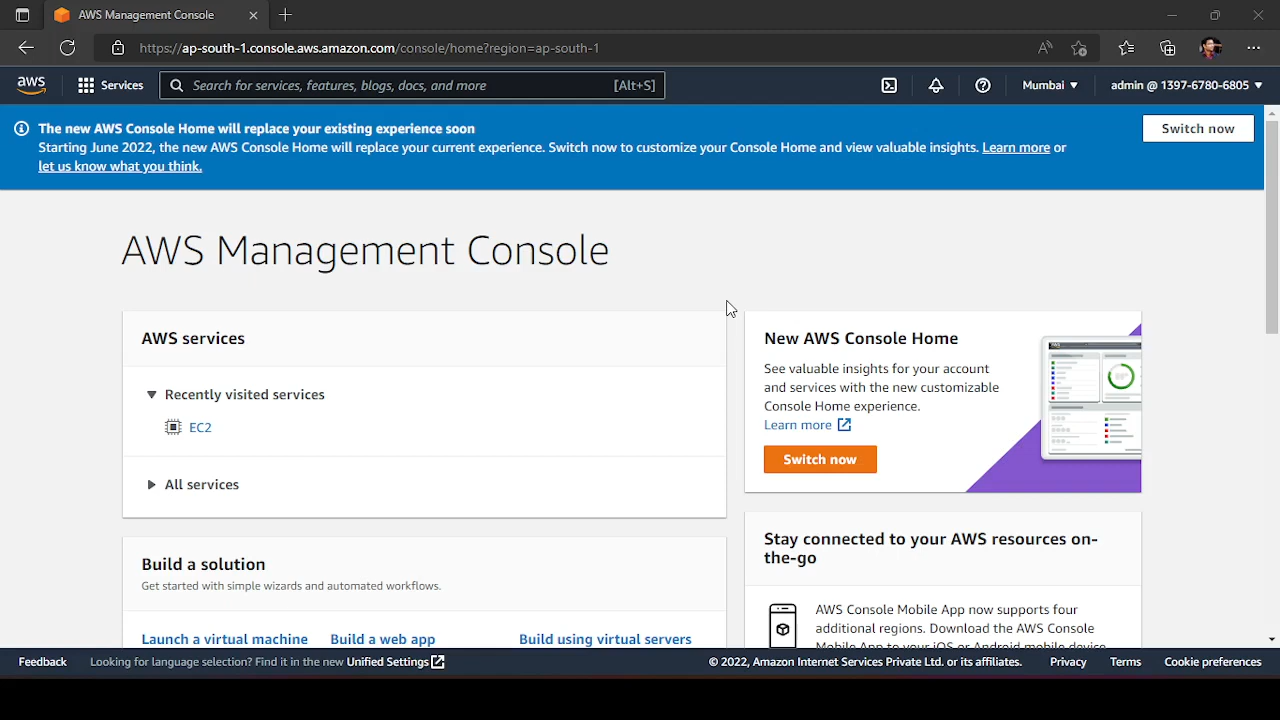 AWS Management Console
https://ap-south-1.console.aws.amazon.com/console/home?region=ap-south-1
aws Services Search for services, features, blogs, docs, and more [Alt+S] Mumbai admin @ 1397-6780-6805
The new AWS Console Home will replace your existing experience soon
Starting June 2022, the new AWS Console Home will replace your current experience. Switch now to customize your Console Home and view valuable insights. Learn more or
let us know what you think.
Switch now
AWS Management Console
AWS services
Recently visited services
EC2
All services
Build a solution
Get started with simple wizards and automated workflows.
Launch a virtual machine Build a web app Build using virtual servers
New AWS Console Home
See valuable insights for your account
and services with the new customizable
Console Home experience.
Learn more
Switch now
Stay connected to your AWS resources on-
the-go
AWS Console Mobile App now supports four
additional regions. Download the AWS Console
Mobile App to your iOS or Android mobile device
Feedback Looking for language selection? Find it in the new Unified Settings © 2022, Amazon Internet Services Private Ltd. or its affiliates. Privacy Terms Cookie preferences